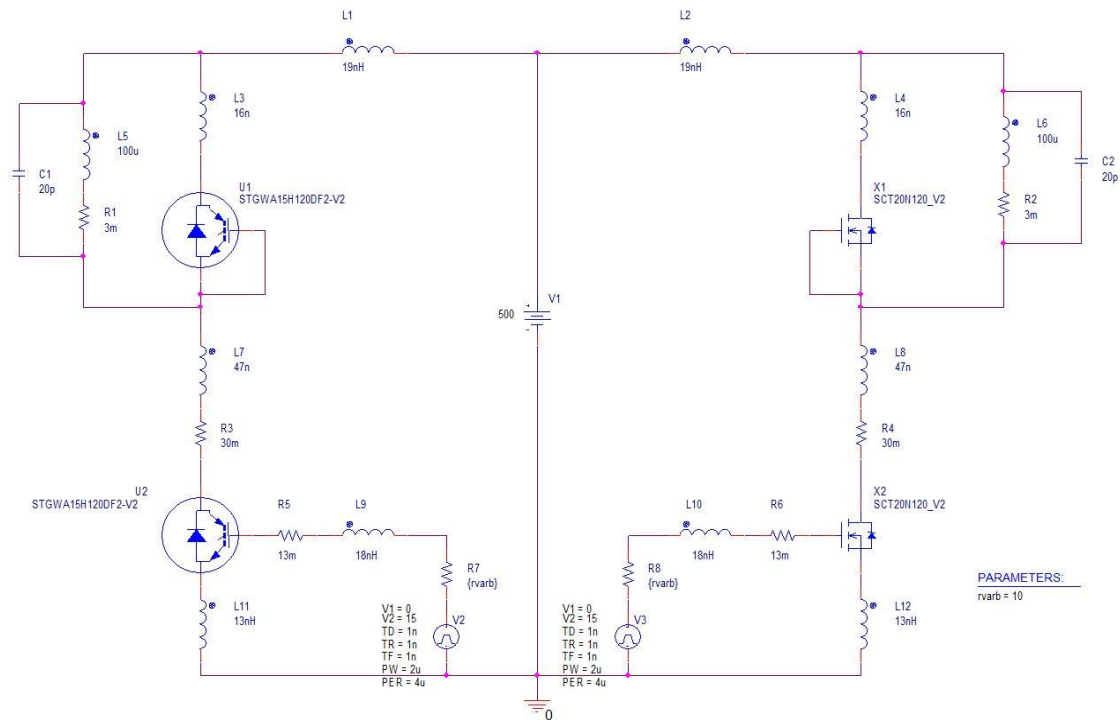 L1
19nH
L2
19nH
L3
16n
L4
16n
L5
100u
L6
100u
C1
20p
C2
20p
R1
3m
R2
3m
U1
STGWA15H120DF2-V2
X1
SCT20N120_V2
V1
500
+
-
L7
47n
L8
47n
R3
30m
R4
30m
U2
STGWA15H120DF2-V2
R5
13m
L9
18nH
L10
18nH
R6
13m
X2
SCT20N120_V2
R7
{rvarb}
R8
{rvarb}
PARAMETERS:
rvarb = 10
L11
13nH
L12
13nH
V1 = 0
V2 = 15
TD = 1n
TR = 1n
TF = 1n
PW = 2u
PER = 4u
V2
V1 = 0
V2 = 15
TD = 1n
TR = 1n
TF = 1n
PW = 2u
PER = 4u
V3
0